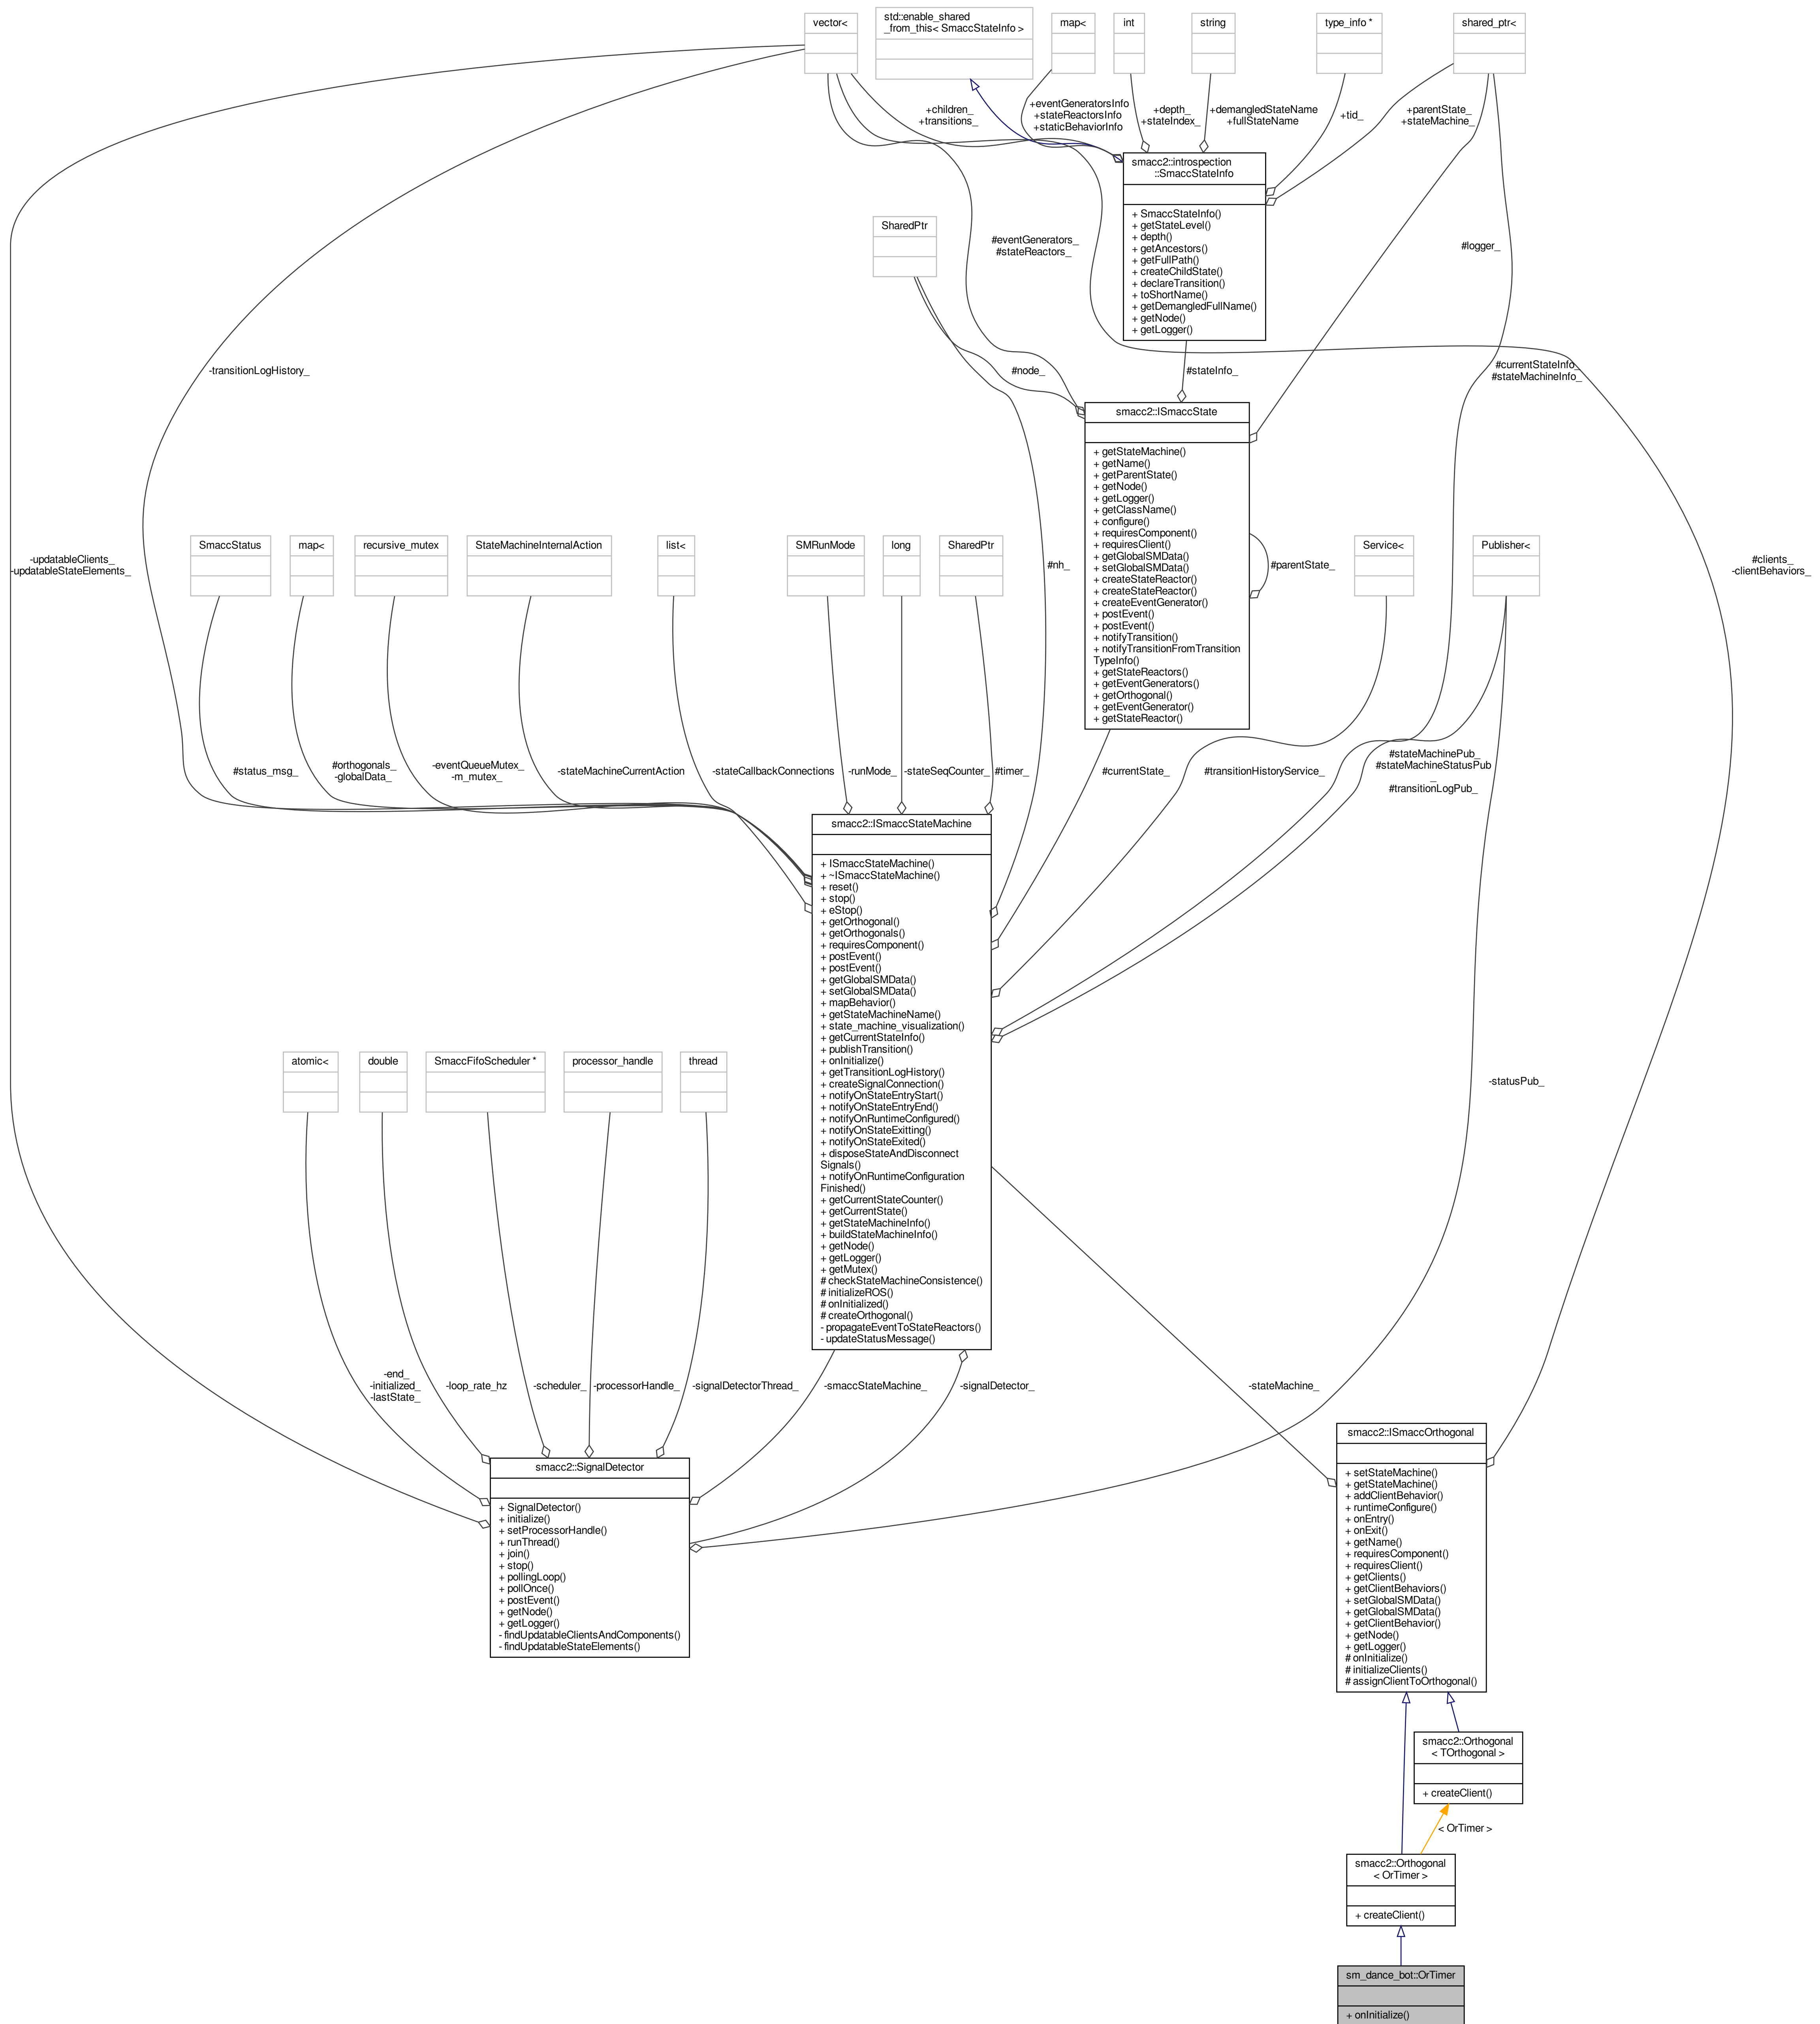 vector<
std::enable_shared
_from_this< SmaccStateInfo >
map<
int
string
type_info *
shared_ptr<
+children_
+transitions_
+eventGeneratorsInfo
+stateReactorsInfo
+staticBehaviorInfo
+depth_
+stateIndex_
+demangledStateName
+fullStateName
+tid_
+parentState_
+stateMachine_
smacc2::introspection
::SmaccStateInfo
+ SmaccStateInfo()
+ getStateLevel()
+ depth()
+ getAncestors()
+ getFullPath()
+ createChildState()
+ declareTransition()
+ toShortName()
+ getDemangledFullName()
+ getNode()
+ getLogger()
SharedPtr
#eventGenerators_
#stateReactors_
#logger_
-transitionLogHistory_
#node_
#stateInfo_
#currentStateInfo_
#stateMachineInfo_
smacc2::ISmaccState
+ getStateMachine()
+ getName()
+ getParentState()
+ getNode()
+ getLogger()
+ getClassName()
+ configure()
+ requiresComponent()
+ requiresClient()
+ getGlobalSMData()
+ setGlobalSMData()
+ createStateReactor()
+ createStateReactor()
+ createEventGenerator()
+ postEvent()
+ postEvent()
+ notifyTransition()
+ notifyTransitionFromTransition
TypeInfo()
+ getStateReactors()
+ getEventGenerators()
+ getOrthogonal()
+ getEventGenerator()
+ getStateReactor()
-updatableClients_
-updatableStateElements_
SmaccStatus
map<
recursive_mutex
StateMachineInternalAction
list<
SMRunMode
long
SharedPtr
#nh_
#parentState_
Service<
Publisher<
#clients_
-clientBehaviors_
#status_msg_
#orthogonals_
-globalData_
-eventQueueMutex_
-m_mutex_
-stateMachineCurrentAction
-stateCallbackConnections
-runMode_
-stateSeqCounter_
#timer_
#currentState_
#transitionHistoryService_
#stateMachinePub_
#stateMachineStatusPub
_
#transitionLogPub_
smacc2::ISmaccStateMachine
+ ISmaccStateMachine()
+ ~ISmaccStateMachine()
+ reset()
+ stop()
+ eStop()
+ getOrthogonal()
+ getOrthogonals()
+ requiresComponent()
+ postEvent()
+ postEvent()
+ getGlobalSMData()
+ setGlobalSMData()
+ mapBehavior()
+ getStateMachineName()
+ state_machine_visualization()
+ getCurrentStateInfo()
+ publishTransition()
+ onInitialize()
+ getTransitionLogHistory()
+ createSignalConnection()
+ notifyOnStateEntryStart()
+ notifyOnStateEntryEnd()
+ notifyOnRuntimeConfigured()
+ notifyOnStateExitting()
+ notifyOnStateExited()
+ disposeStateAndDisconnect
Signals()
+ notifyOnRuntimeConfiguration
Finished()
+ getCurrentStateCounter()
+ getCurrentState()
+ getStateMachineInfo()
+ buildStateMachineInfo()
+ getNode()
+ getLogger()
+ getMutex()
# checkStateMachineConsistence()
# initializeROS()
# onInitialized()
# createOrthogonal()
- propagateEventToStateReactors()
- updateStatusMessage()
atomic<
double
SmaccFifoScheduler *
processor_handle
thread
-statusPub_
-end_
-initialized_
-lastState_
-loop_rate_hz
-scheduler_
-processorHandle_
-signalDetectorThread_
-smaccStateMachine_
-signalDetector_
-stateMachine_
smacc2::SignalDetector
+ SignalDetector()
+ initialize()
+ setProcessorHandle()
+ runThread()
+ join()
+ stop()
+ pollingLoop()
+ pollOnce()
+ postEvent()
+ getNode()
+ getLogger()
- findUpdatableClientsAndComponents()
- findUpdatableStateElements()
smacc2::ISmaccOrthogonal
+ setStateMachine()
+ getStateMachine()
+ addClientBehavior()
+ runtimeConfigure()
+ onEntry()
+ onExit()
+ getName()
+ requiresComponent()
+ requiresClient()
+ getClients()
+ getClientBehaviors()
+ setGlobalSMData()
+ getGlobalSMData()
+ getClientBehavior()
+ getNode()
+ getLogger()
# onInitialize()
# initializeClients()
# assignClientToOrthogonal()
smacc2::Orthogonal
< TOrthogonal >
+ createClient()
< OrTimer >
smacc2::Orthogonal
< OrTimer >
+ createClient()
sm_dance_bot::OrTimer
+ onInitialize()